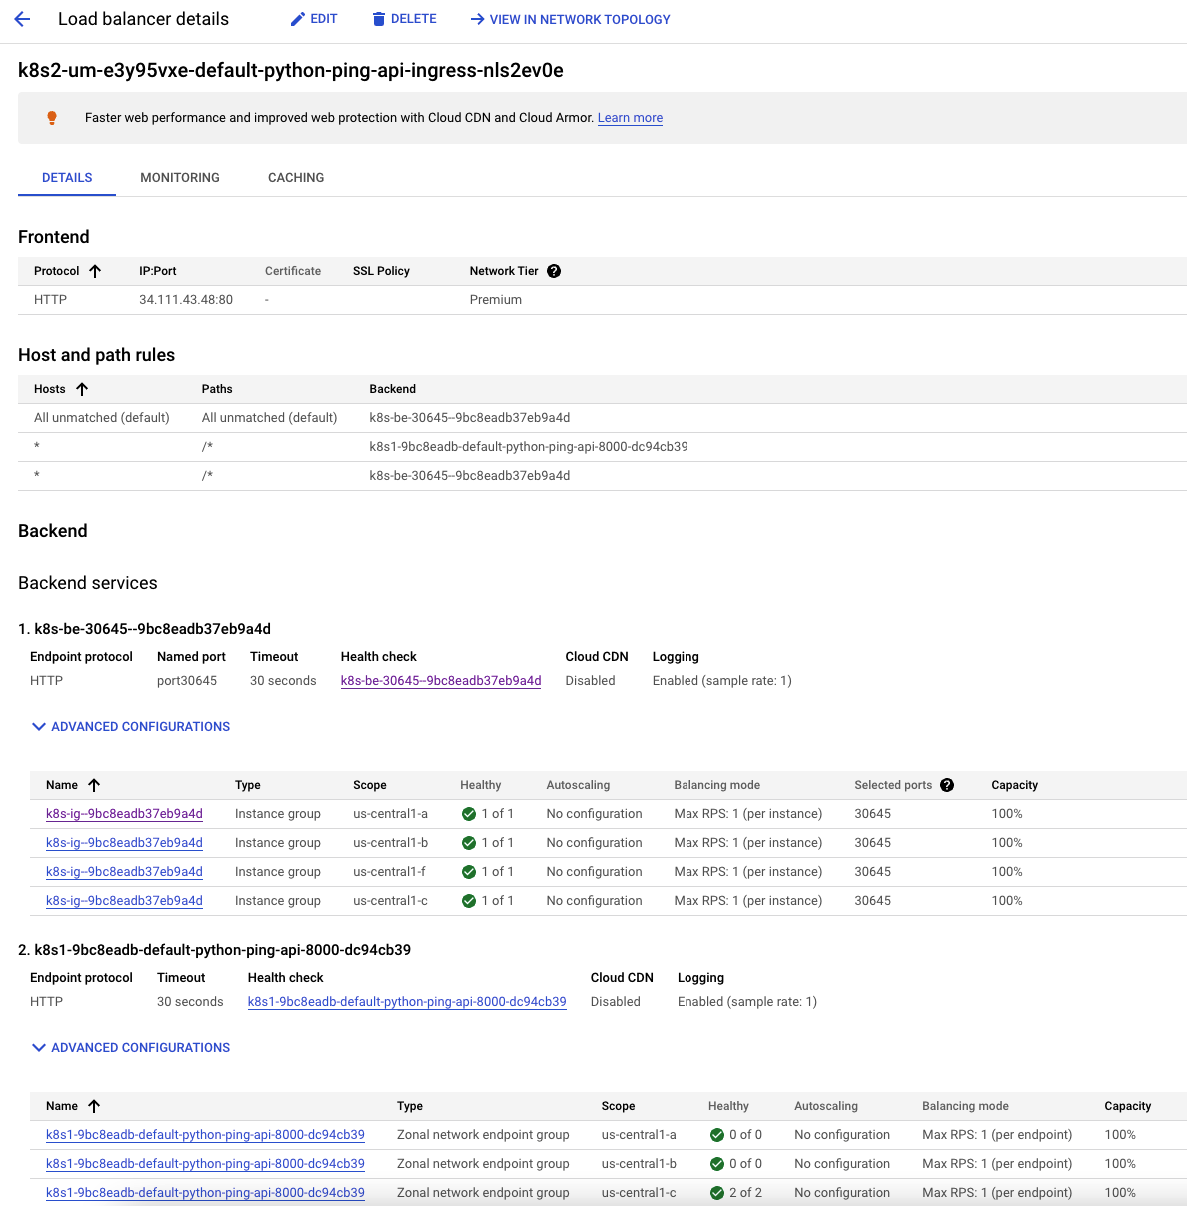 Load balancer details EDIT DELETE VIEW IN NETWORK TOPOLOGY
k8s2-um-e3y95vxe-default-python-ping-api-ingress-nls2ev0e
Faster web performance and improved web protection with Cloud CDN and Cloud Armor. Learn more
DETAILS MONITORING CACHING
Frontend
Protocol IP:Port Certificate SSL Policy Network Tier
HTTP 34.111.43.48:80 - Premium
Host and path rules
Hosts Paths Backend
All unmatched (default) All unmatched (default) k8s-be-30645--9bc8eadb37eb9a4d
* /* k8s1-9bc8eadb-default-python-ping-api-8000-dc94cb39
* /* k8s-be-30645--9bc8eadb37eb9a4d
Backend
Backend services
1. k8s-be-30645--9bc8eadb37eb9a4d
Endpoint protocol Named port Timeout Health check Cloud CDN Logging
HTTP port30645 30 seconds k8s-be-30645--9bc8eadb37eb9a4d Disabled Enabled (sample rate: 1)
ADVANCED CONFIGURATIONS
Name Type Scope Healthy Autoscaling Balancing mode Selected ports Capacity
k8s-ig--9bc8eadb37eb9a4d Instance group us-central1-a 1 of 1 No configuration Max RPS: 1 (per instance) 30645 100%
k8s-ig--9bc8eadb37eb9a4d Instance group us-central1-b 1 of 1 No configuration Max RPS: 1 (per instance) 30645 100%
k8s-ig--9bc8eadb37eb9a4d Instance group us-central1-f 1 of 1 No configuration Max RPS: 1 (per instance) 30645 100%
k8s-ig--9bc8eadb37eb9a4d Instance group us-central1-c 1 of 1 No configuration Max RPS: 1 (per instance) 30645 100%
2. k8s1-9bc8eadb-default-python-ping-api-8000-dc94cb39
Endpoint protocol Timeout Health check Cloud CDN Logging
HTTP 30 seconds k8s1-9bc8eadb-default-python-ping-api-8000-dc94cb39 Disabled Enabled (sample rate: 1)
ADVANCED CONFIGURATIONS
Name Type Scope Healthy Autoscaling Balancing mode Capacity
k8s1-9bc8eadb-default-python-ping-api-8000-dc94cb39 Zonal network endpoint group us-central1-a 0 of 0 No configuration Max RPS: 1 (per endpoint) 100%
k8s1-9bc8eadb-default-python-ping-api-8000-dc94cb39 Zonal network endpoint group us-central1-b 0 of 0 No configuration Max RPS: 1 (per endpoint) 100%
k8s1-9bc8eadb-default-python-ping-api-8000-dc94cb39 Zonal network endpoint group us-central1-c 2 of 2 No configuration Max RPS: 1 (per endpoint) 100%